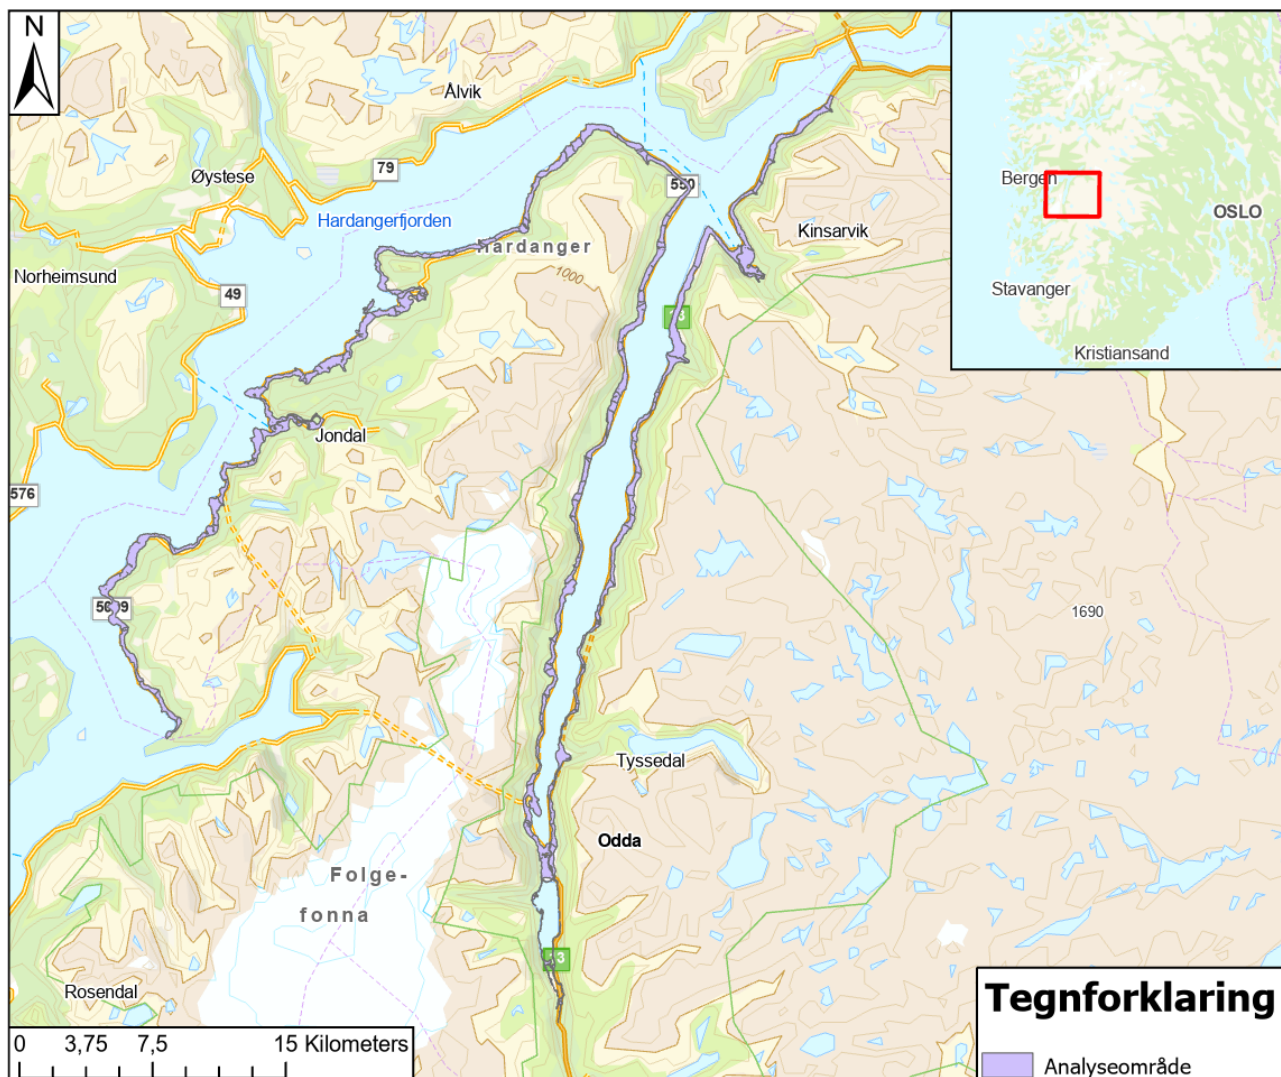 N
Ålvik
79
Øystese
Hardangerfjorden
550
Kinsarvik
hardanger
Norheimsund
1000
49
Jondal
576
1690
Tyssedal
Odda
Folge-
fonna
Rosendal
Bergen
OSLO
Stavanger
Kristiansand
Tegnforklaring
Analyseområde
0 3,75 7,5 15 Kilometers